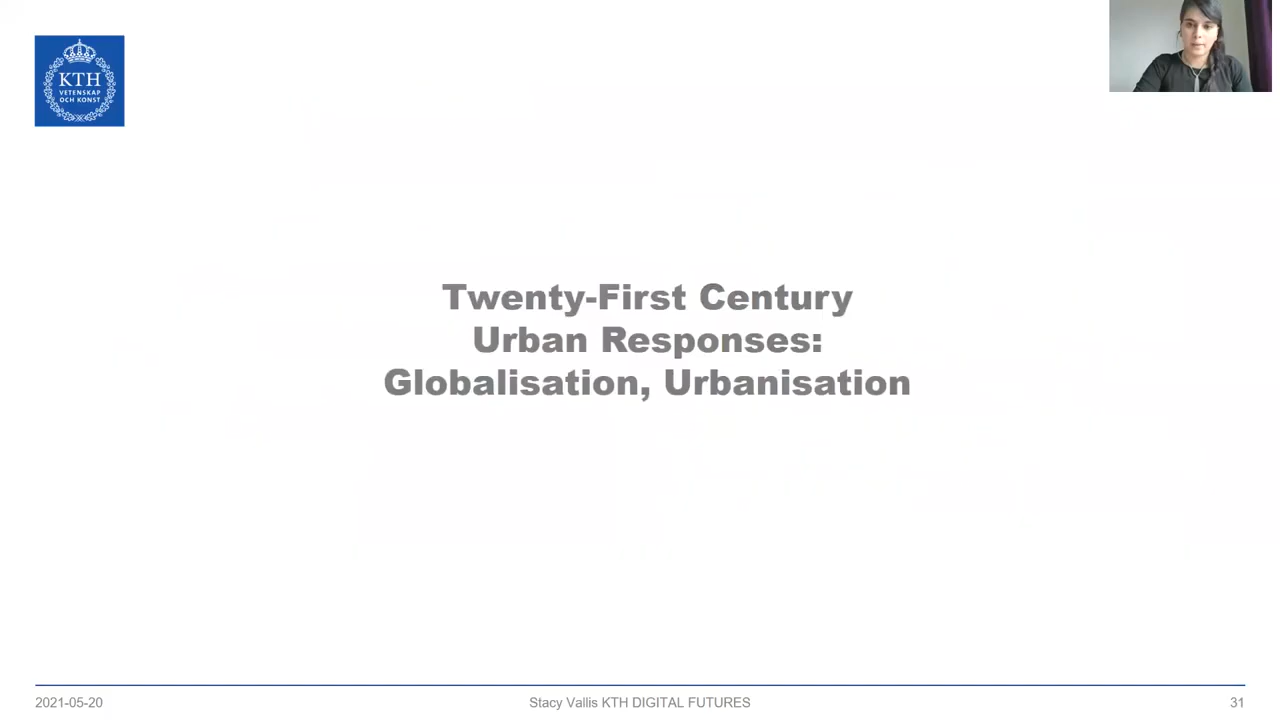 KTH
VETENSKAP
OCH KONST
Twenty-First Century
Urban Responses:
Globalisation, Urbanisation
2021-05-20
Stacy Vallis KTH DIGITAL FUTURES
31